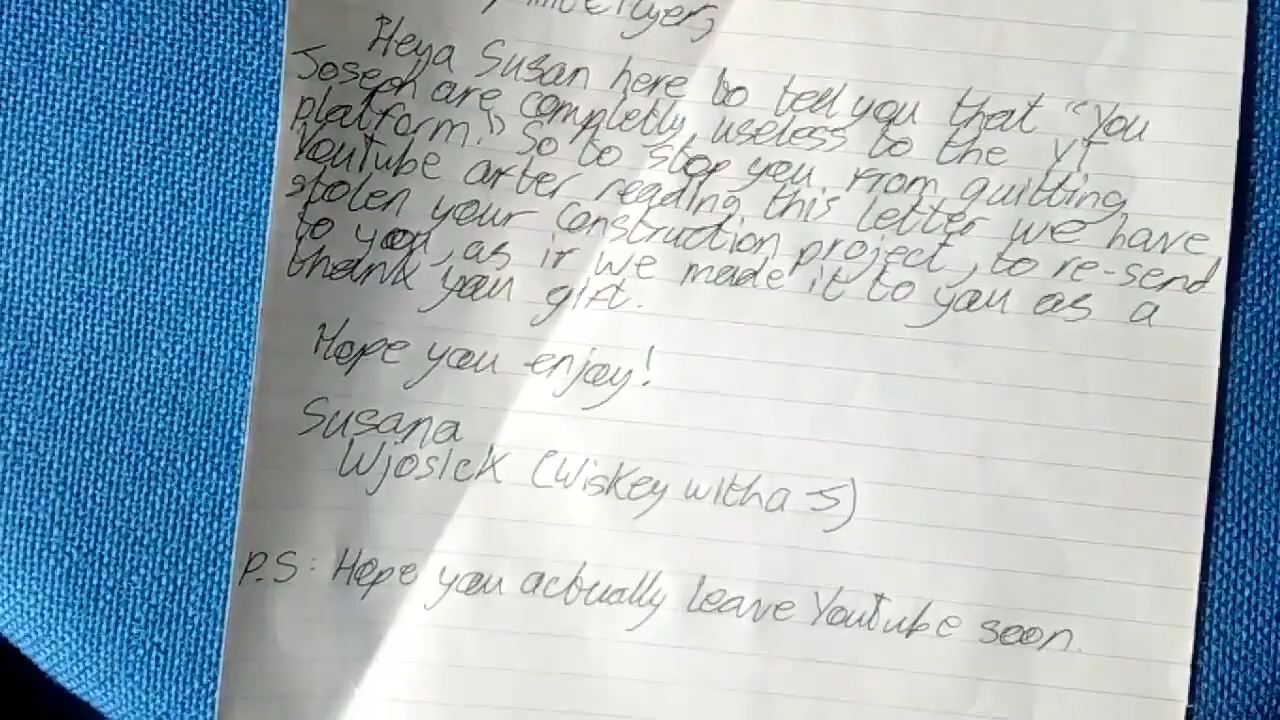 Heya Susan here to tell you that "You
Joseph are completly useless to the YT
platform." So to stop you from quitting
YouTube after reading this letter we have
stolen your construction project, to re-send
to you, as if we made it to you as a
thank you gift.
Hope you enjoy!
Susana
Wjosick (Wiskey with a 5)
P.S: Hope you actually leave YouTube soon.